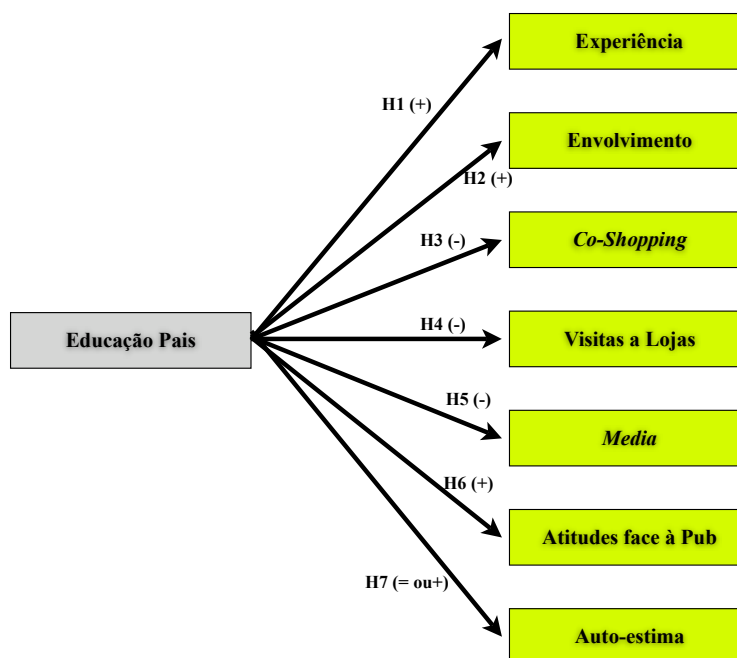 Experiência
H1 (+)
Envolvimento
H2 (+)
Co-Shopping
H3 (-)
Educação Pais
H4 (-)
Visitas a Lojas
H5 (-)
Media
H6 (+)
Atitudes face à Pub
H7 (= ou+)
Auto-estima